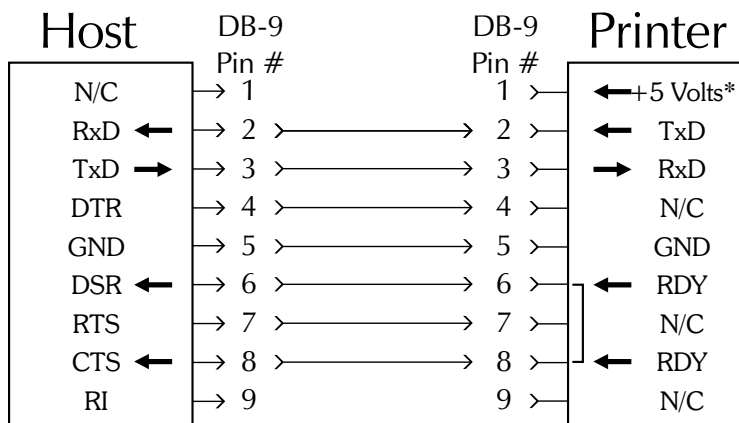 Host DB-9 DB-9 Printer
Pin # Pin #
N/C 1 1 +5 Volts*
RxD 2 2 TxD
TxD 3 3 RxD
DTR 4 4 N/C
GND 5 5 GND
DSR 6 6 RDY
RTS 7 7 N/C
CTS 8 8 RDY
RI 9 9 N/C